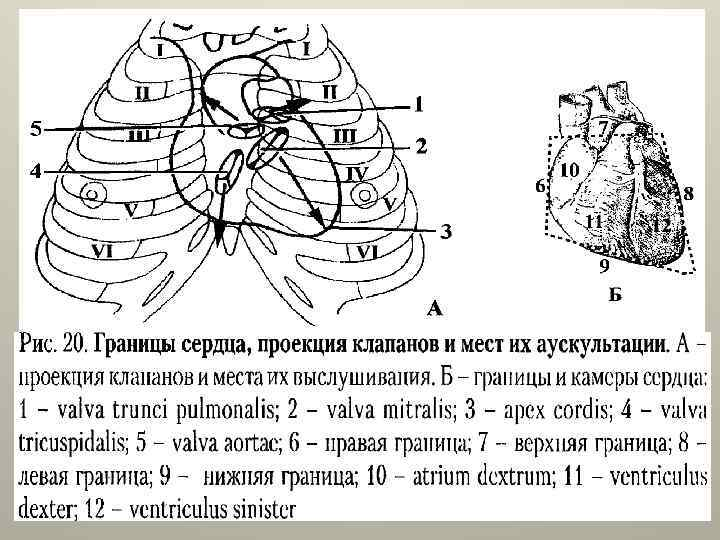 I I
II II
1
5 III III
2
4 IV
V V
3
VI VI
А
7
10
6 8
11 12
9
Б
Рис. 20. Границы сердца, проекция клапанов и мест их аускультации. А –
проекция клапанов и места их выслушивания. Б – границы и камеры сердца:
1 – valva trunci pulmonalis; 2 – valva mitralis; 3 – apex cordis; 4 – valva
tricuspidalis; 5 – valva aortae; 6 – правая граница; 7 – верхняя граница; 8 –
левая граница; 9 – нижняя граница; 10 – atrium dextrum; 11 – ventriculus
dexter; 12 – ventriculus sinister